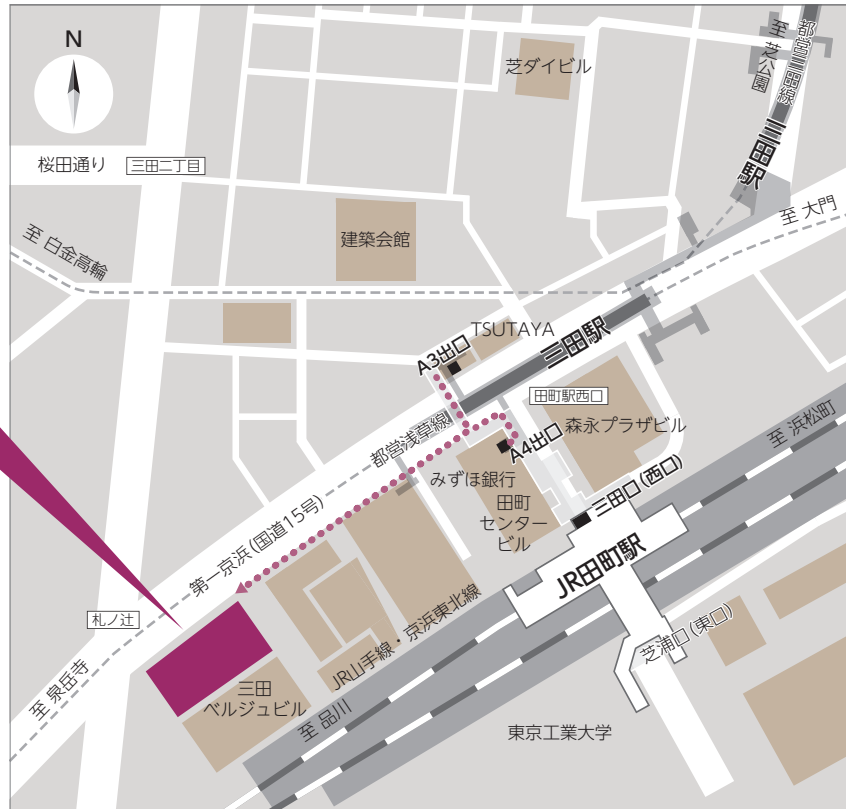 N
芝ダイビル
至 芝公園
都営三田線
三田駅
桜田通り
三田二丁目
至 大門
至 白金高輪
建築会館
TSUTAYA
A3出口
三田駅
田町駅西口
森永プラザビル
都営浅草線
A4出口
至 浜松町
みずほ銀行
三田口(西口)
田町
センター
ビル
第一京浜(国道15号)
JR田町駅
札ノ辻
JR山手線・京浜東北線
芝浦口(東口)
至 泉岳寺
三田
ベルジュビル
至 品川
東京工業大学